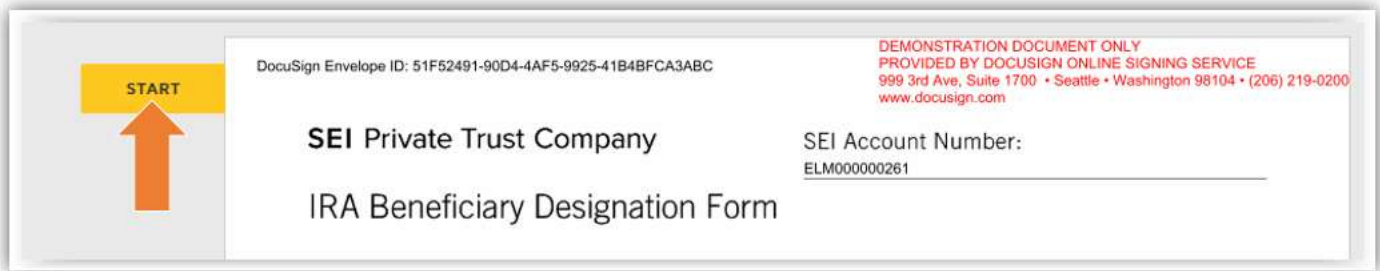 START
DocuSign Envelope ID: 51F52491-90D4-4AF5-9925-41B4BFCA3ABC
DEMONSTRATION DOCUMENT ONLY
PROVIDED BY DOCUSIGN ONLINE SIGNING SERVICE
999 3rd Ave, Suite 1700 • Seattle • Washington 98104 • (206) 219-0200
www.docusign.com
SEI Private Trust Company
SEI Account Number:
ELM000000261
IRA Beneficiary Designation Form